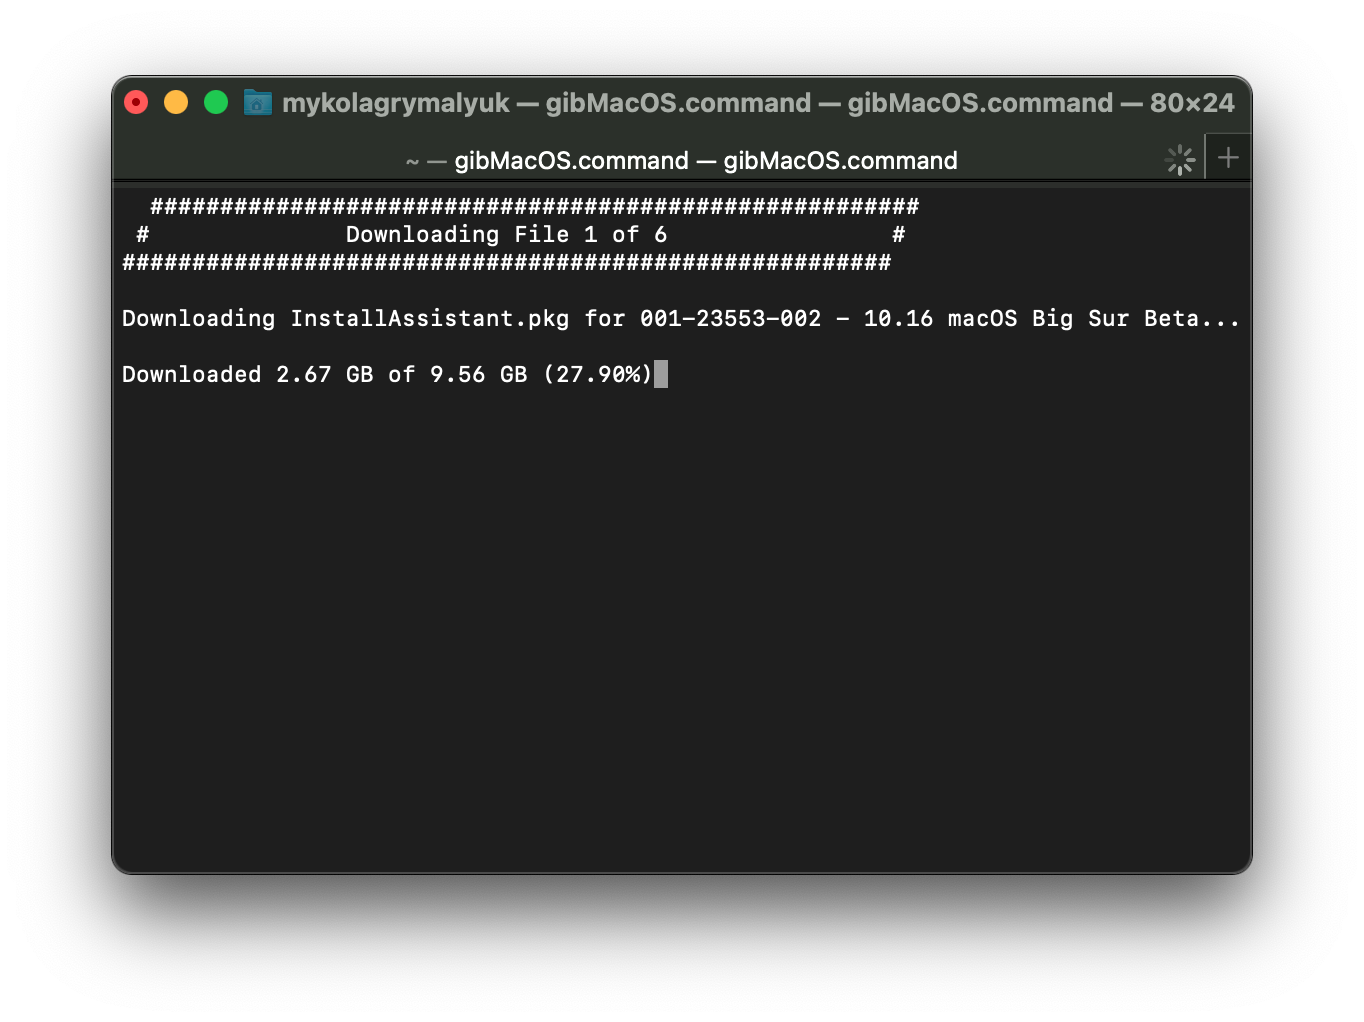 mykolagrymalyuk — gibMacOS.command — gibMacOS.command — 80×24
~ — gibMacOS.command — gibMacOS.command
#######################################################
# Downloading File 1 of 6 #
#######################################################
Downloading InstallAssistant.pkg for 001-23553-002 - 10.16 macOS Big Sur Beta...
Downloaded 2.67 GB of 9.56 GB (27.90%)